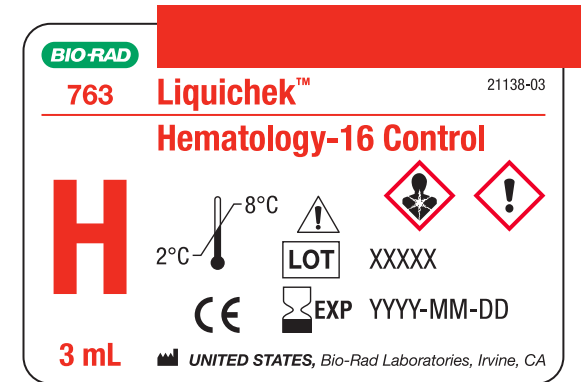 BIO-RAD
763 Liquichek™ 21138-03
Hematology-16 Control
H
8°C
2°C
LOT XXXXX
CE EXP YYYY-MM-DD
3 mL UNITED STATES, Bio-Rad Laboratories, Irvine, CA